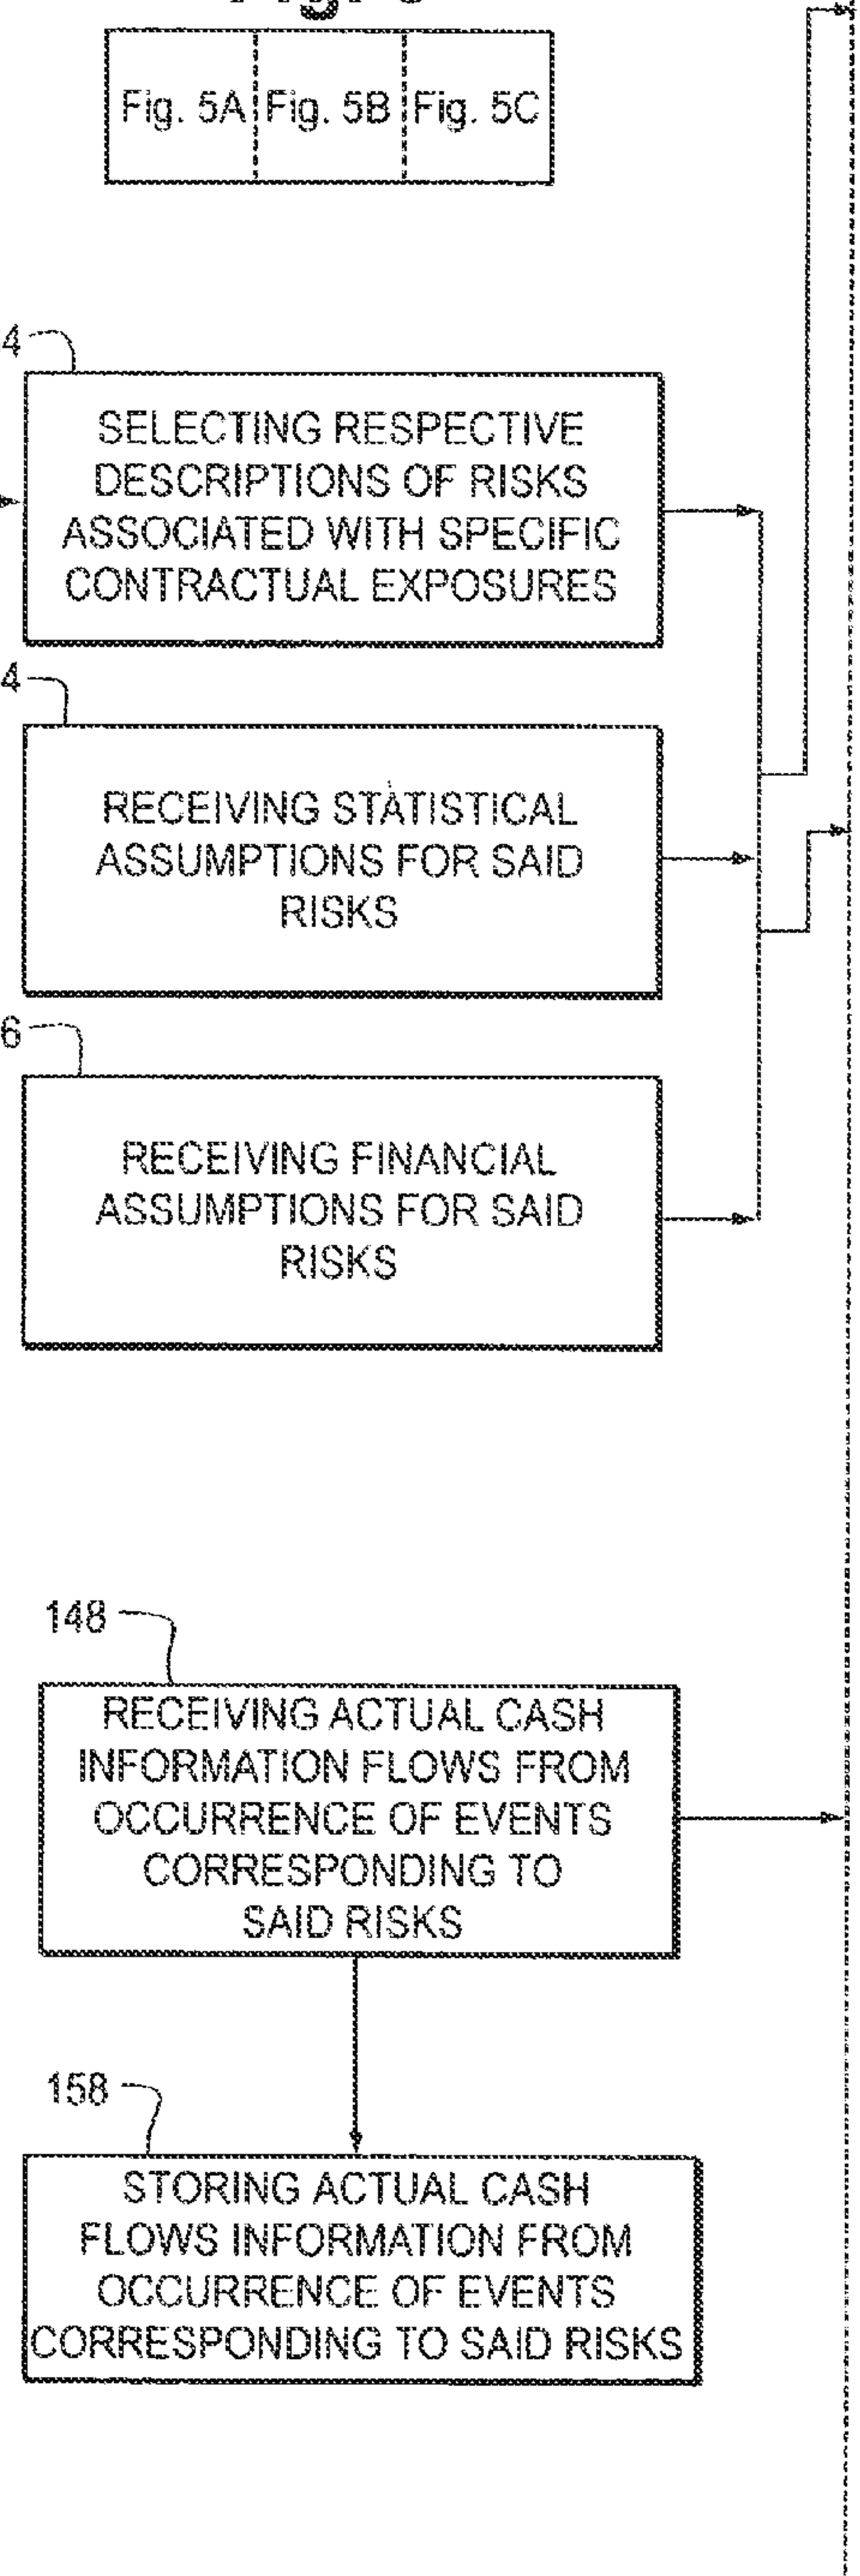 Fig. 5A Fig. 5B Fig. 5C
4
SELECTING RESPECTIVE
DESCRIPTIONS OF RISKS
ASSOCIATED WITH SPECIFIC
CONTRACTUAL EXPOSURES
4
RECEIVING STATISTICAL
ASSUMPTIONS FOR SAID
RISKS
6
RECEIVING FINANCIAL
ASSUMPTIONS FOR SAID
RISKS
148
RECEIVING ACTUAL CASH
INFORMATION FLOWS FROM
OCCURRENCE OF EVENTS
CORRESPONDING TO
SAID RISKS
158
STORING ACTUAL CASH
FLOWS INFORMATION FROM
OCCURRENCE OF EVENTS
CORRESPONDING TO SAID RISKS